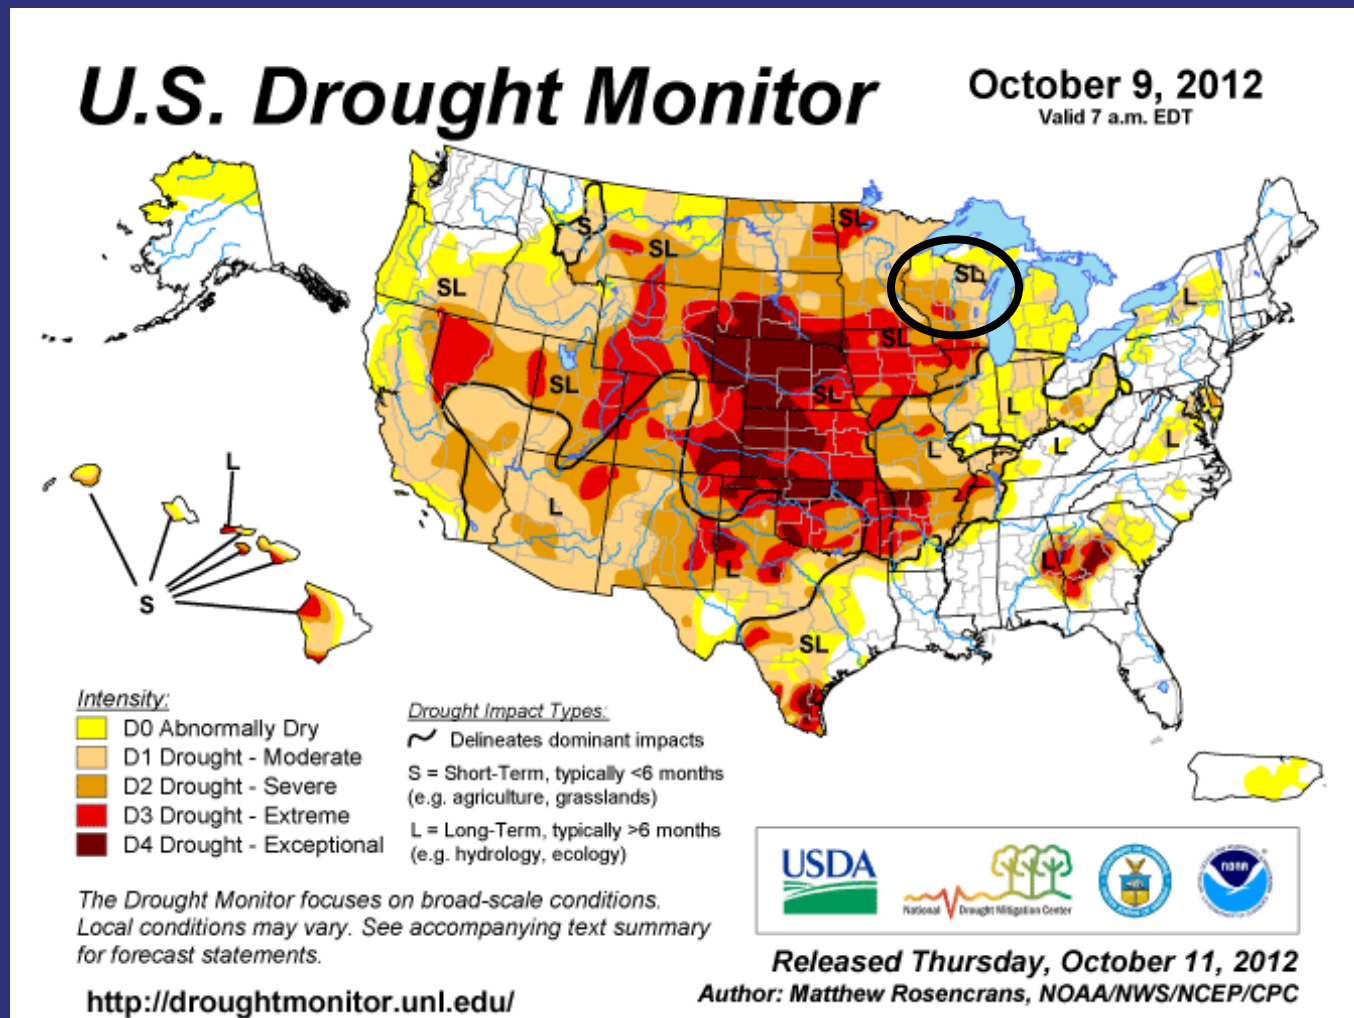 U.S. Drought Monitor
October 9, 2012
Valid 7 a.m. EDT
S
SL
SL
SL
SL
SL
L
SL
SL
L
L
L
L
L
L
L
L
SL
L
S
Intensity:
D0 Abnormally Dry
D1 Drought - Moderate
D2 Drought - Severe
D3 Drought - Extreme
D4 Drought - Exceptional
Drought Impact Types:
Delineates dominant impacts
S = Short-Term, typically <6 months
(e.g. agriculture, grasslands)
L = Long-Term, typically >6 months
(e.g. hydrology, ecology)
The Drought Monitor focuses on broad-scale conditions.
Local conditions may vary. See accompanying text summary
for forecast statements.
http://droughtmonitor.unl.edu/
USDA
National Drought Mitigation Center
noaa
Released Thursday, October 11, 2012
Author: Matthew Rosencrans, NOAA/NWS/NCEP/CPC